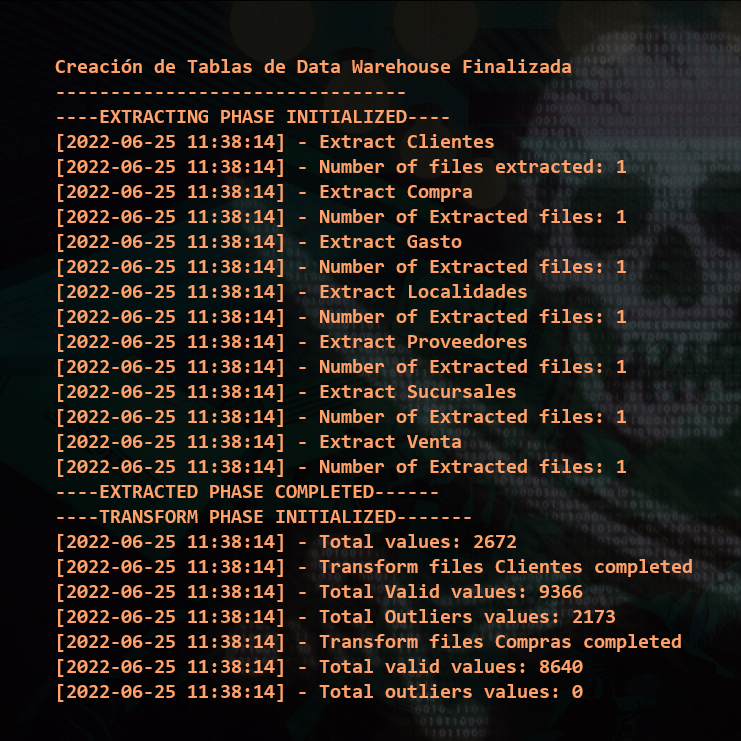 Creación de Tablas de Data Warehouse Finalizada
--------------------------------
----EXTRACTING PHASE INITIALIZED----
[2022-06-25 11:38:14] - Extract Clientes
[2022-06-25 11:38:14] - Number of files extracted: 1
[2022-06-25 11:38:14] - Extract Compra
[2022-06-25 11:38:14] - Number of Extracted files: 1
[2022-06-25 11:38:14] - Extract Gasto
[2022-06-25 11:38:14] - Number of Extracted files: 1
[2022-06-25 11:38:14] - Extract Localidades
[2022-06-25 11:38:14] - Number of Extracted files: 1
[2022-06-25 11:38:14] - Extract Proveedores
[2022-06-25 11:38:14] - Number of Extracted files: 1
[2022-06-25 11:38:14] - Extract Sucursales
[2022-06-25 11:38:14] - Number of Extracted files: 1
[2022-06-25 11:38:14] - Extract Venta
[2022-06-25 11:38:14] - Number of Extracted files: 1
----EXTRACTED PHASE COMPLETED------
----TRANSFORM PHASE INITIALIZED-------
[2022-06-25 11:38:14] - Total values: 2672
[2022-06-25 11:38:14] - Transform files Clientes completed
[2022-06-25 11:38:14] - Total Valid values: 9366
[2022-06-25 11:38:14] - Total Outliers values: 2173
[2022-06-25 11:38:14] - Transform files Compras completed
[2022-06-25 11:38:14] - Total valid values: 8640
[2022-06-25 11:38:14] - Total outliers values: 0